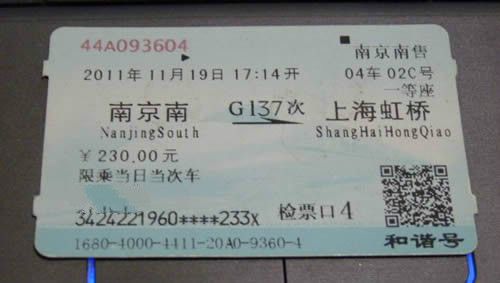 44A093604
南京南售
2011年11月19日17:14开
04车02C号
一等座
南京南 G137次 上海虹桥
NanjingSouth ShangHaiHongQiao
¥230.00元
限乘当日当次车
3424221960****233X 检票口4
1680-4000-4411-20A0-9360-4 和谐号